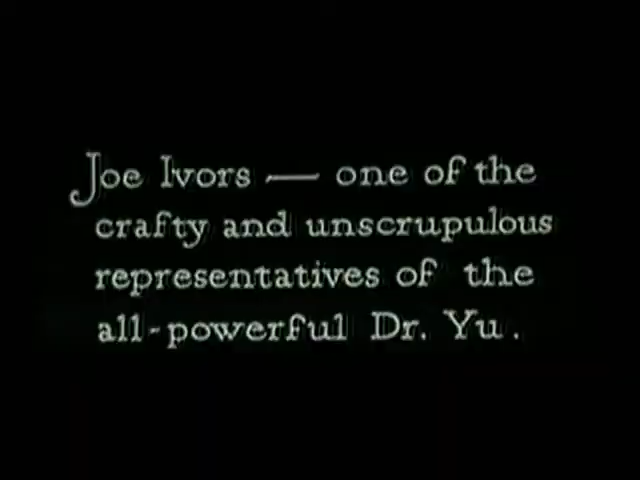 Joe Ivors — one of the
crafty and unscrupulous
representatives of the
all-powerful Dr. Yu.